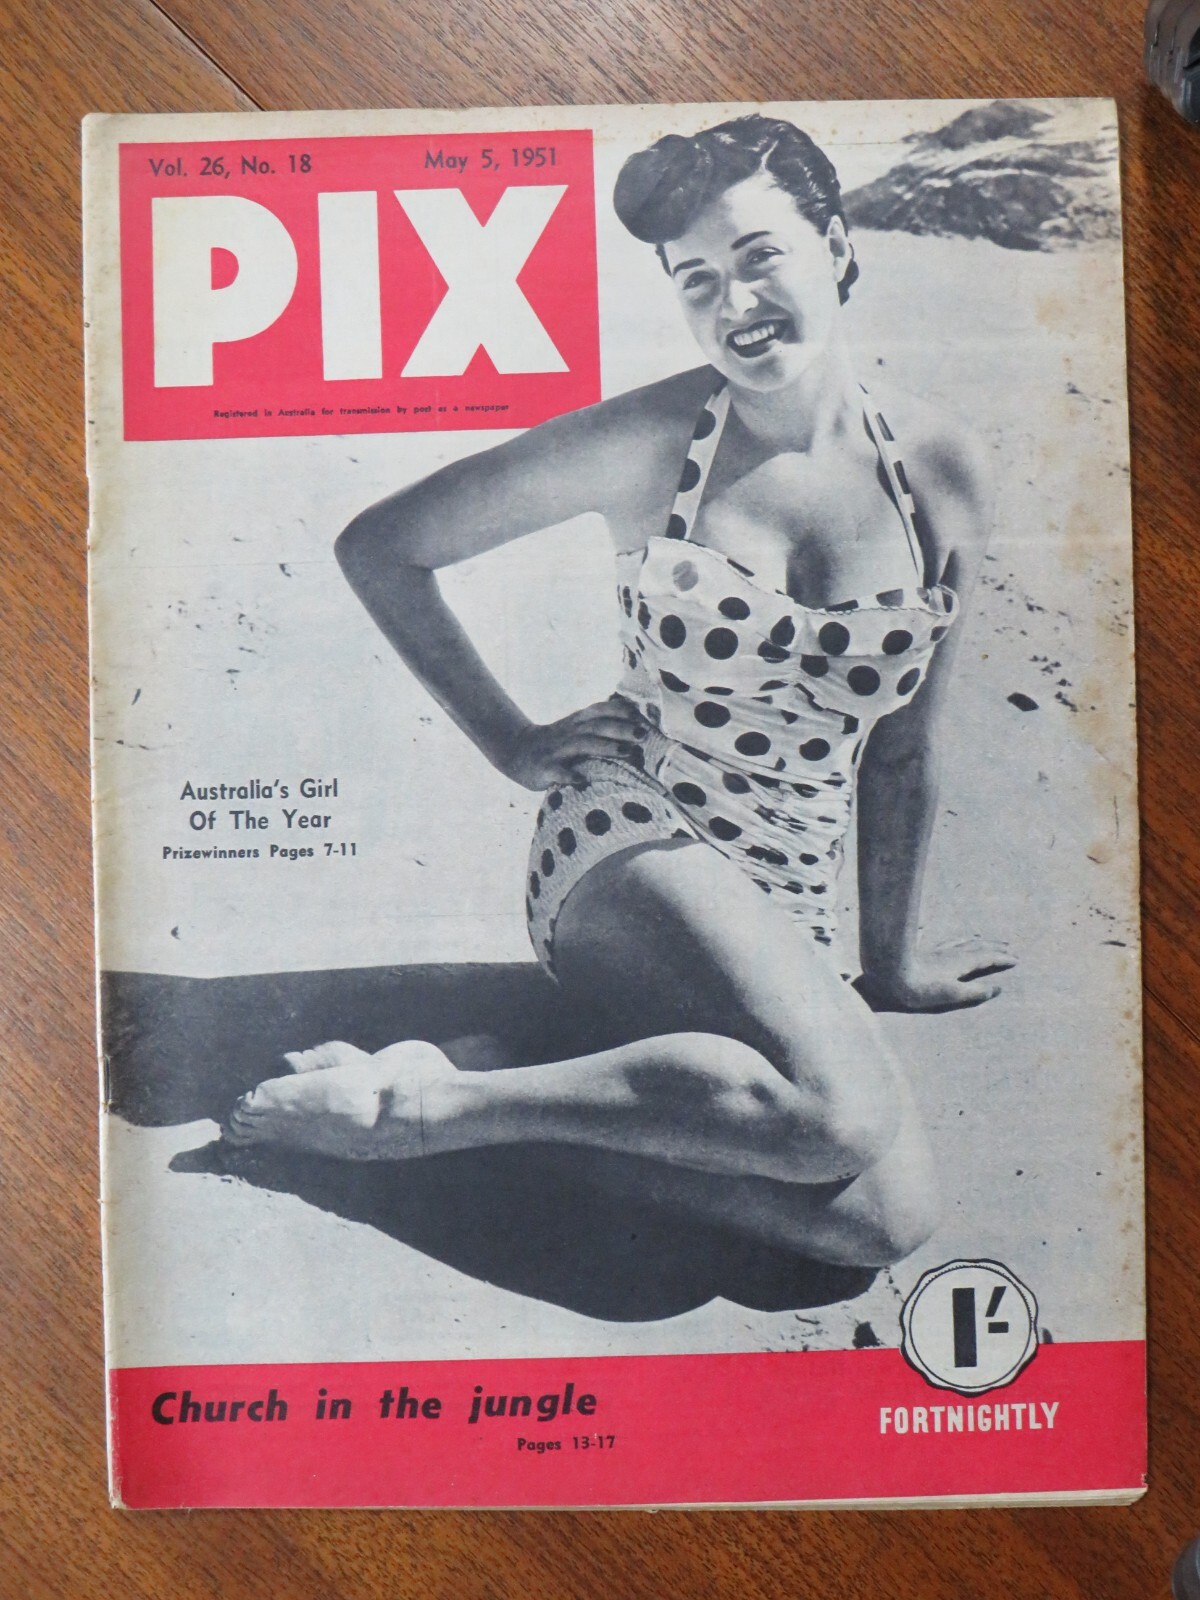 Vol. 26, No. 18 May 5, 1951
PIX
Registered in Australia for transmission by post as a newspaper
Australia's Girl
Of The Year
Prizewinners Pages 7-11
1/-
Church in the jungle
Pages 13-17
FORTNIGHTLY